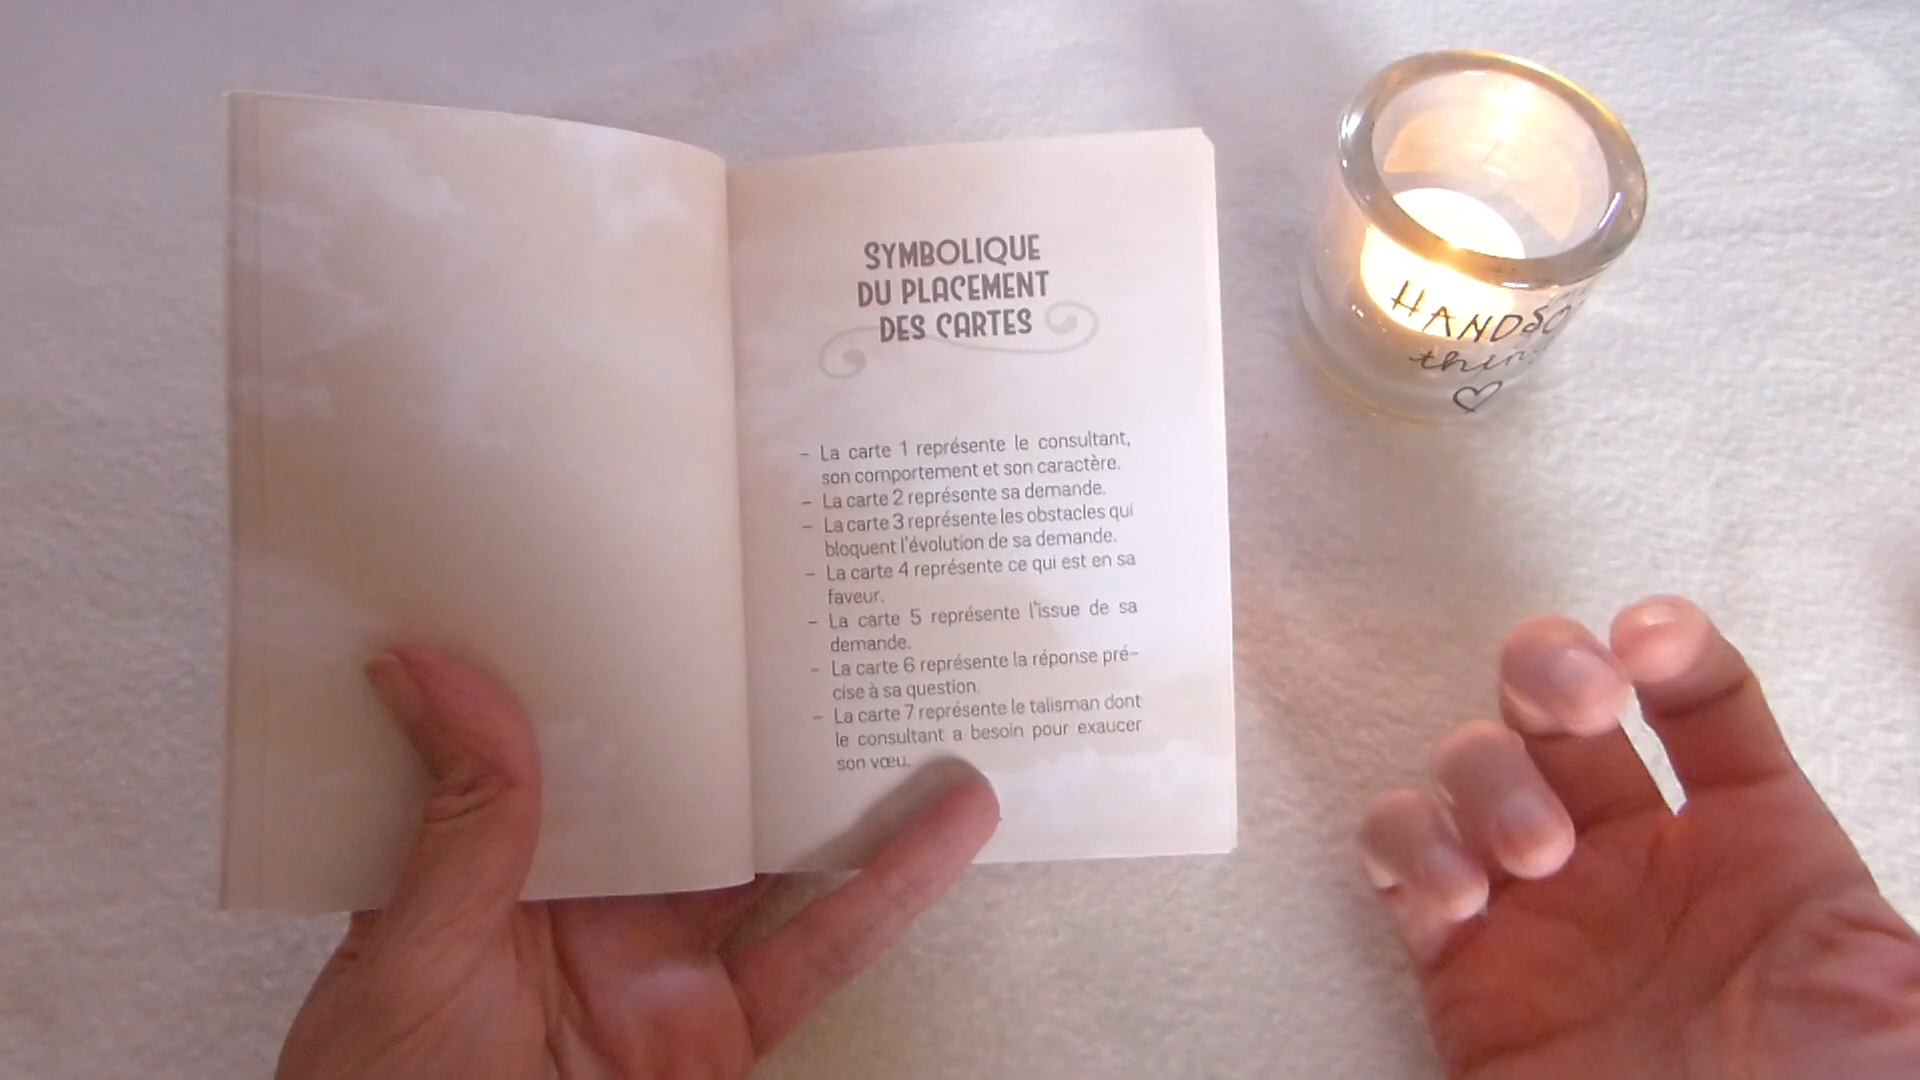 SYMBOLIQUE
DU PLACEMENT
DES CARTES
– La carte 1 représente le consultant,
son comportement et son caractère.
– La carte 2 représente sa demande.
– La carte 3 représente les obstacles qui
bloquent l'évolution de sa demande.
– La carte 4 représente ce qui est en sa
faveur.
– La carte 5 représente l'issue de sa
demande.
– La carte 6 représente la réponse pré-
cise à sa question.
– La carte 7 représente le talisman dont
le consultant a besoin pour exaucer
son vœu.